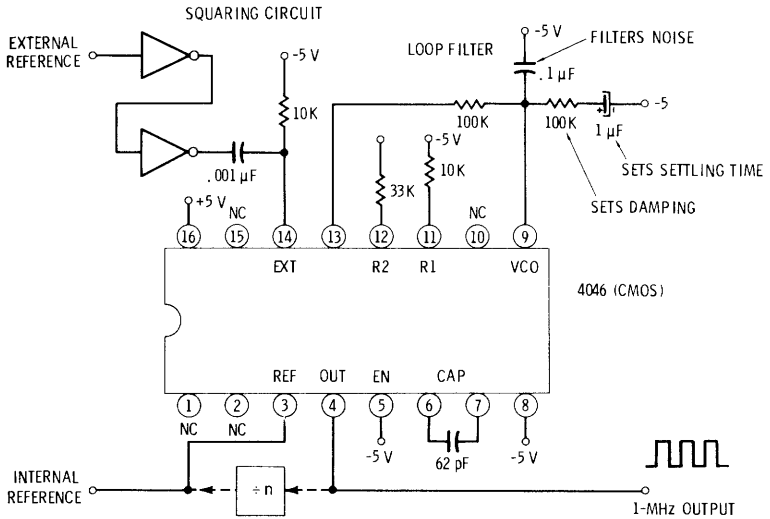 SQUARING CIRCUIT
EXTERNAL
REFERENCE
-5 V
10K
.001 µF
LOOP FILTER
-5 V
FILTERS NOISE
.1 µF
100K
100K
-5
+
-
1 µF
SETS SETTLING TIME
SETS DAMPING
33K
-5 V
10K
+5 V
NC
NC
16
15
14
13
12
11
10
9
EXT
R2
R1
VCO
4046 (CMOS)
REF
OUT
EN
CAP
1
2
3
4
5
6
7
8
NC
NC
-5 V
62 pF
-5 V
INTERNAL
REFERENCE
÷ n
1-MHz OUTPUT